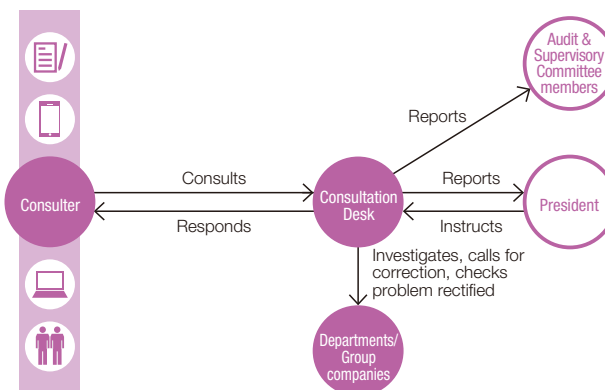 Audit &
Supervisory
Committee
members
Reports
Consults
Reports
Consulter
Consultation
Desk
President
Responds
Instructs
Investigates, calls for
correction, checks
problem rectified
Departments/
Group
companies